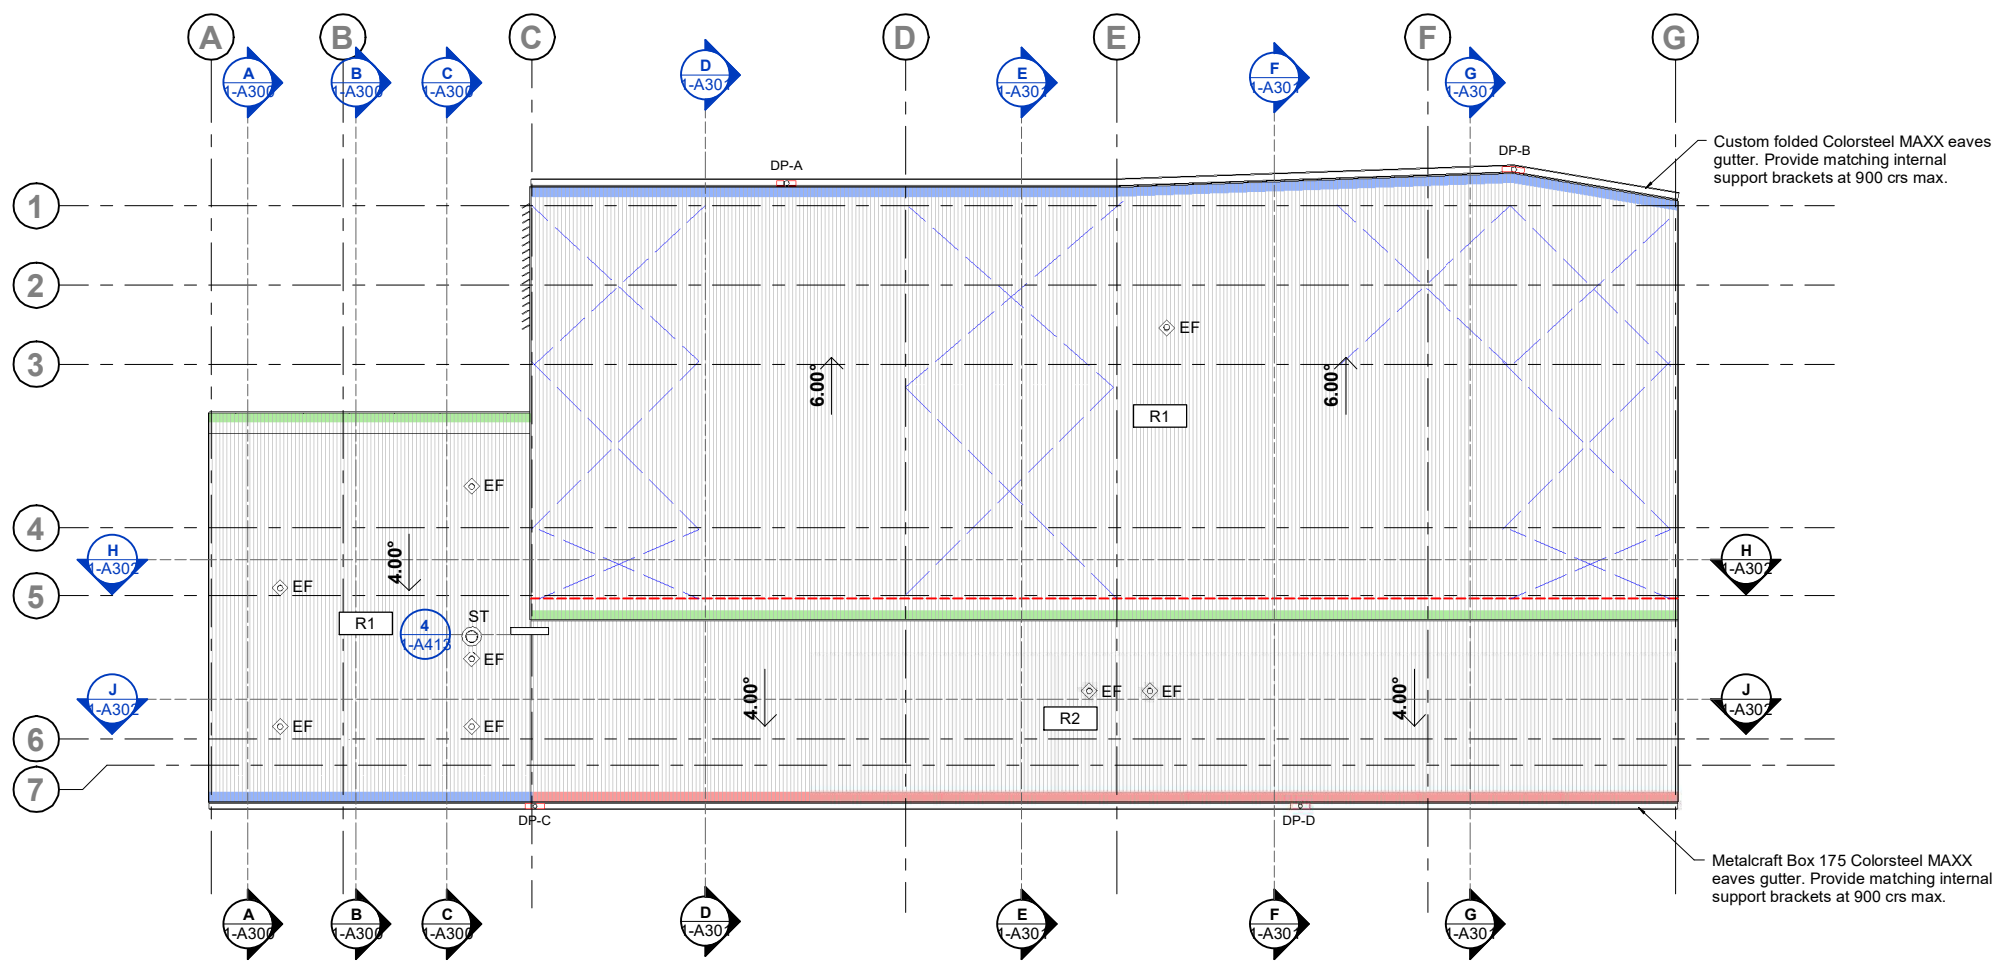 A B C D E F G
A
1-A300
B
1-A300
C
1-A300
D
1-A301
E
1-A301
F
1-A301
G
1-A301
DP-A
DP-B
Custom folded Colorsteel MAXX eaves
gutter. Provide matching internal
support brackets at 900 crs max.
1
2
3
4
5
6
7
EF
6.00°
6.00°
R1
EF
4.00°
H
1-A302
H
1-A302
EF
R1
4
1-A413
ST
EF
4.00°
4.00°
EF
EF
R2
J
1-A302
J
1-A302
EF
EF
DP-C
DP-D
Metalcraft Box 175 Colorsteel MAXX
eaves gutter. Provide matching internal
support brackets at 900 crs max.
A
1-A300
B
1-A300
C
1-A300
D
1-A301
E
1-A301
F
1-A301
G
1-A301